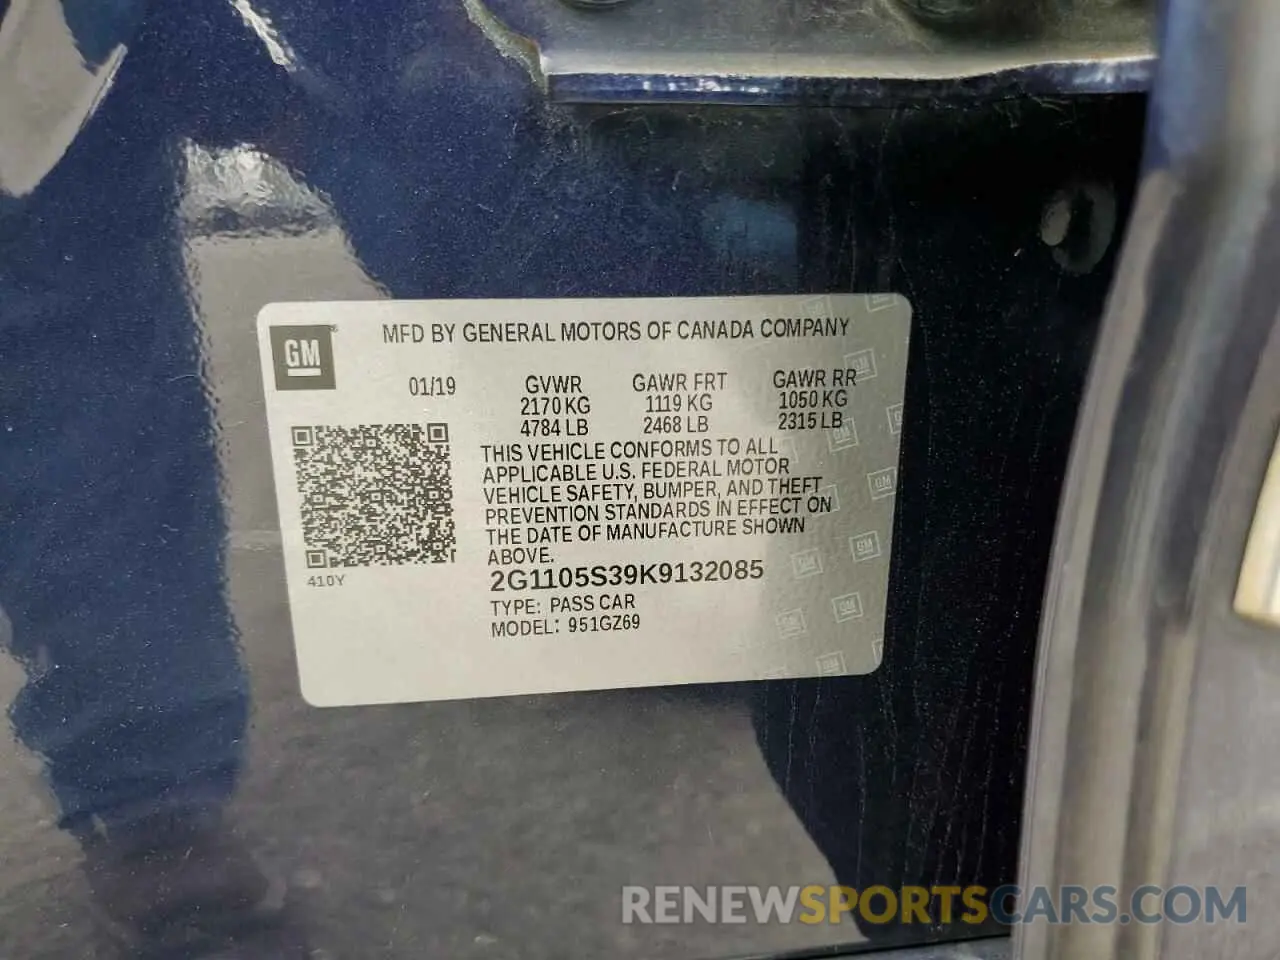 MFD BY GENERAL MOTORS OF CANADA COMPANY
GM
01/19
GVWR GAWR FRT GAWR RR
2170 KG 1119 KG 1050 KG
4784 LB 2468 LB 2315 LB
THIS VEHICLE CONFORMS TO ALL
APPLICABLE U.S. FEDERAL MOTOR
VEHICLE SAFETY, BUMPER, AND THEFT
PREVENTION STANDARDS IN EFFECT ON
THE DATE OF MANUFACTURE SHOWN
ABOVE.
410Y
2G1105S39K9132085
TYPE: PASS CAR
MODEL: 951GZ69
RENEWSPORTSCARS.COM